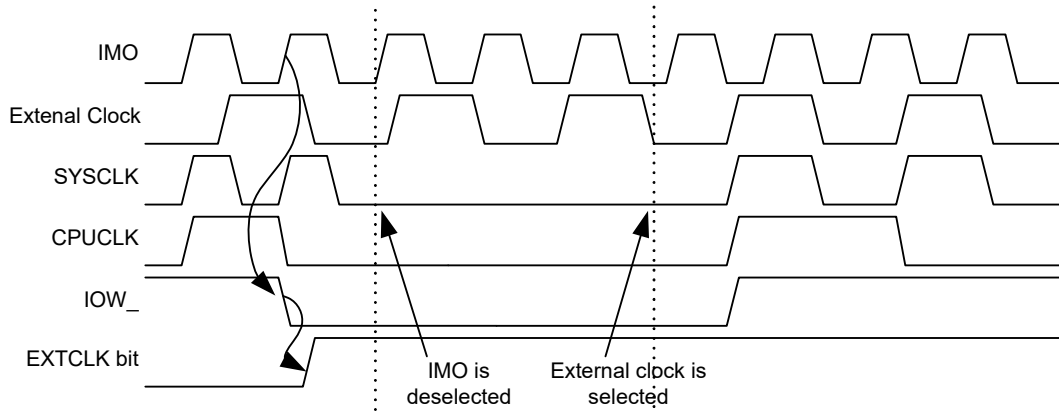 IMO
Extenal Clock
SYSCLK
CPUCLK
IOW_
EXTCLK bit
IMO is
deselected
External clock is
selected